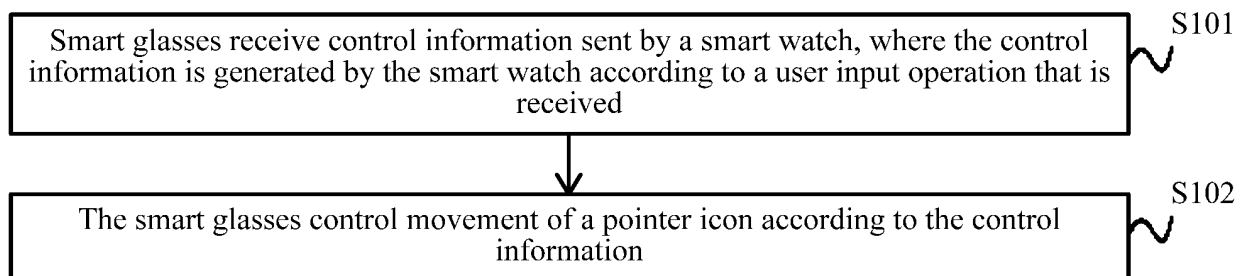 S101
Smart glasses receive control information sent by a smart watch, where the control
information is generated by the smart watch according to a user input operation that is
received
S102
The smart glasses control movement of a pointer icon according to the control
information